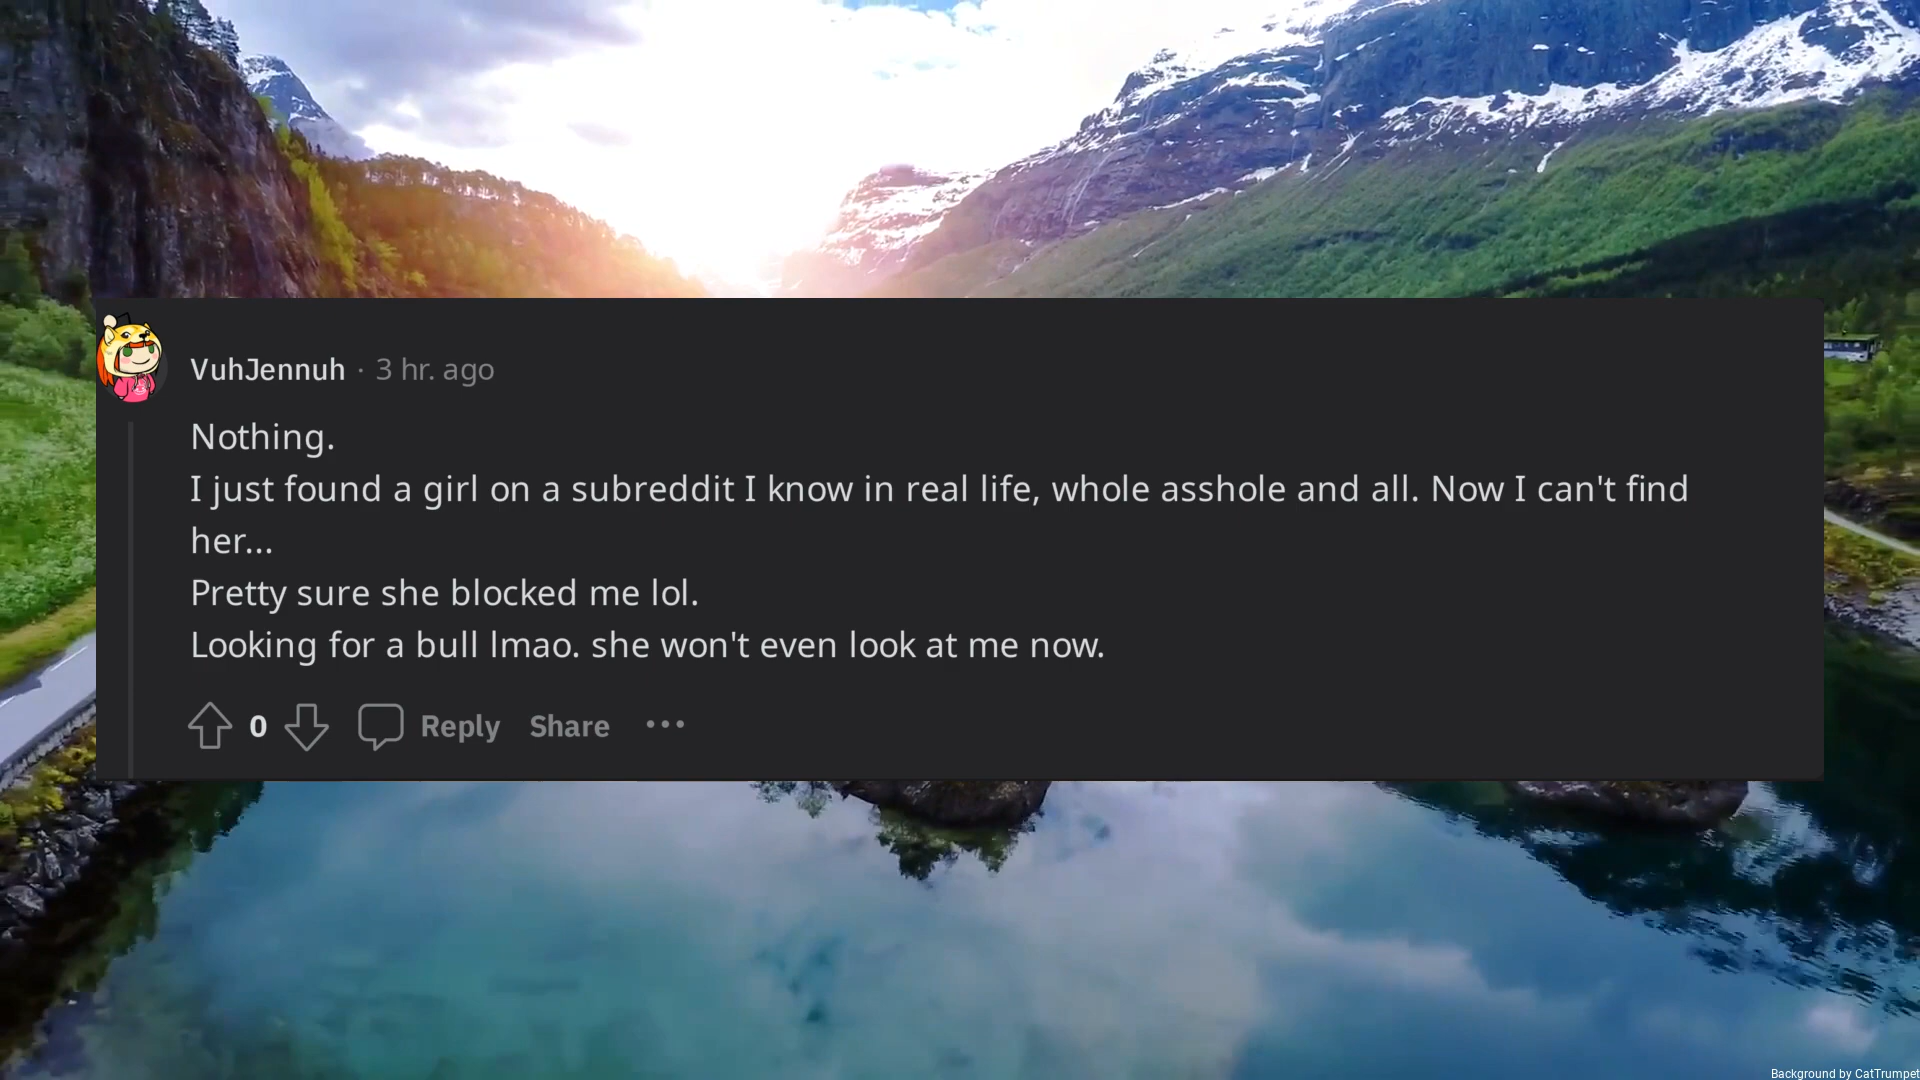 VuhJennuh · 3 hr. ago
Nothing.
I just found a girl on a subreddit I know in real life, whole asshole and all. Now I can't find
her...
Pretty sure she blocked me lol.
Looking for a bull lmao. she won't even look at me now.
0 Reply Share ...
Background by CatTrumpet